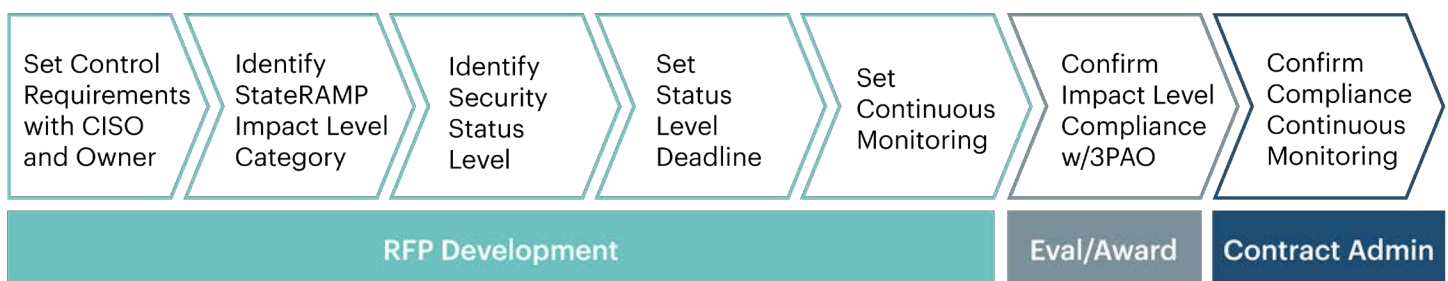 Set Control
Requirements
with CISO
and Owner
Identify
StateRAMP
Impact Level
Category
Identify
Security
Status
Level
Set
Status
Level
Deadline
Set
Continuous
Monitoring
Confirm
Impact Level
Compliance
w/3PAO
Confirm
Compliance
Continuous
Monitoring
RFP Development
Eval/Award
Contract Admin